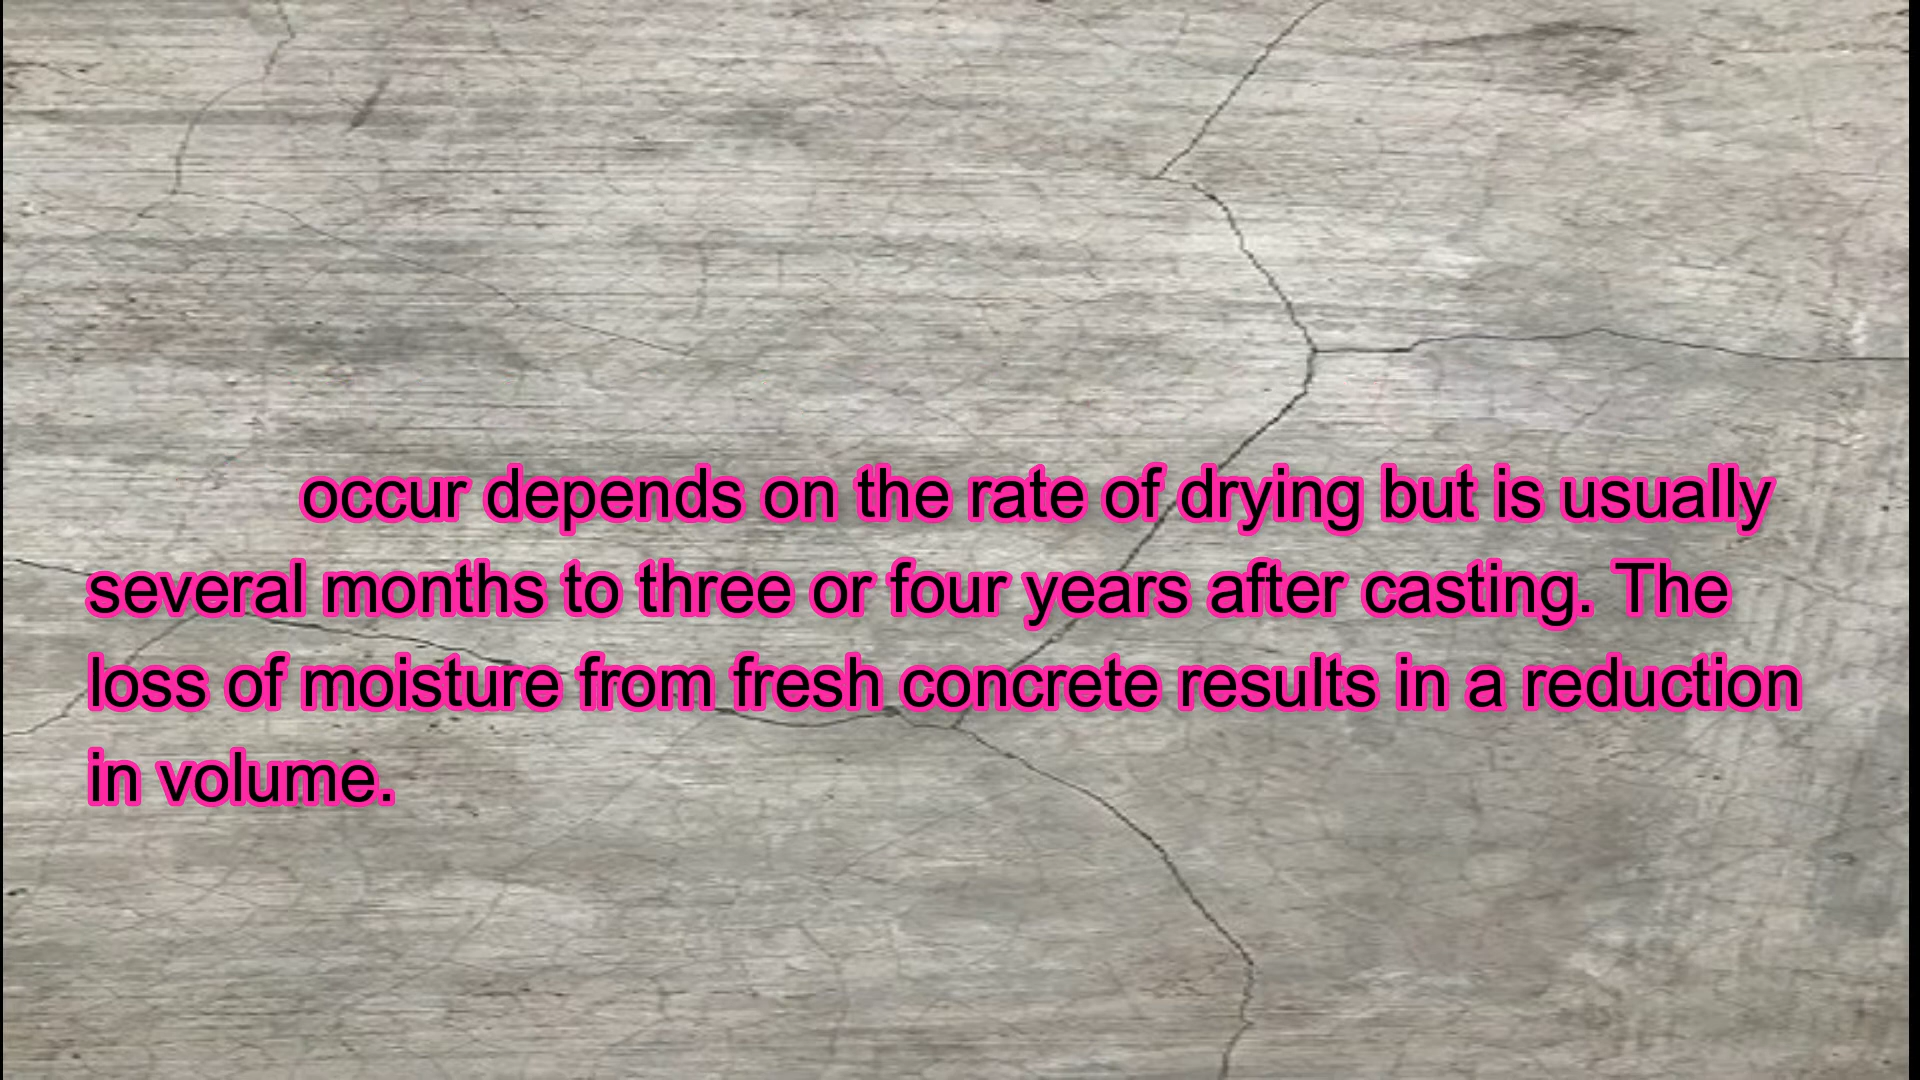 occur depends on the rate of drying but is usually
several months to three or four years after casting. The
loss of moisture from fresh concrete results in a reduction
in volume.